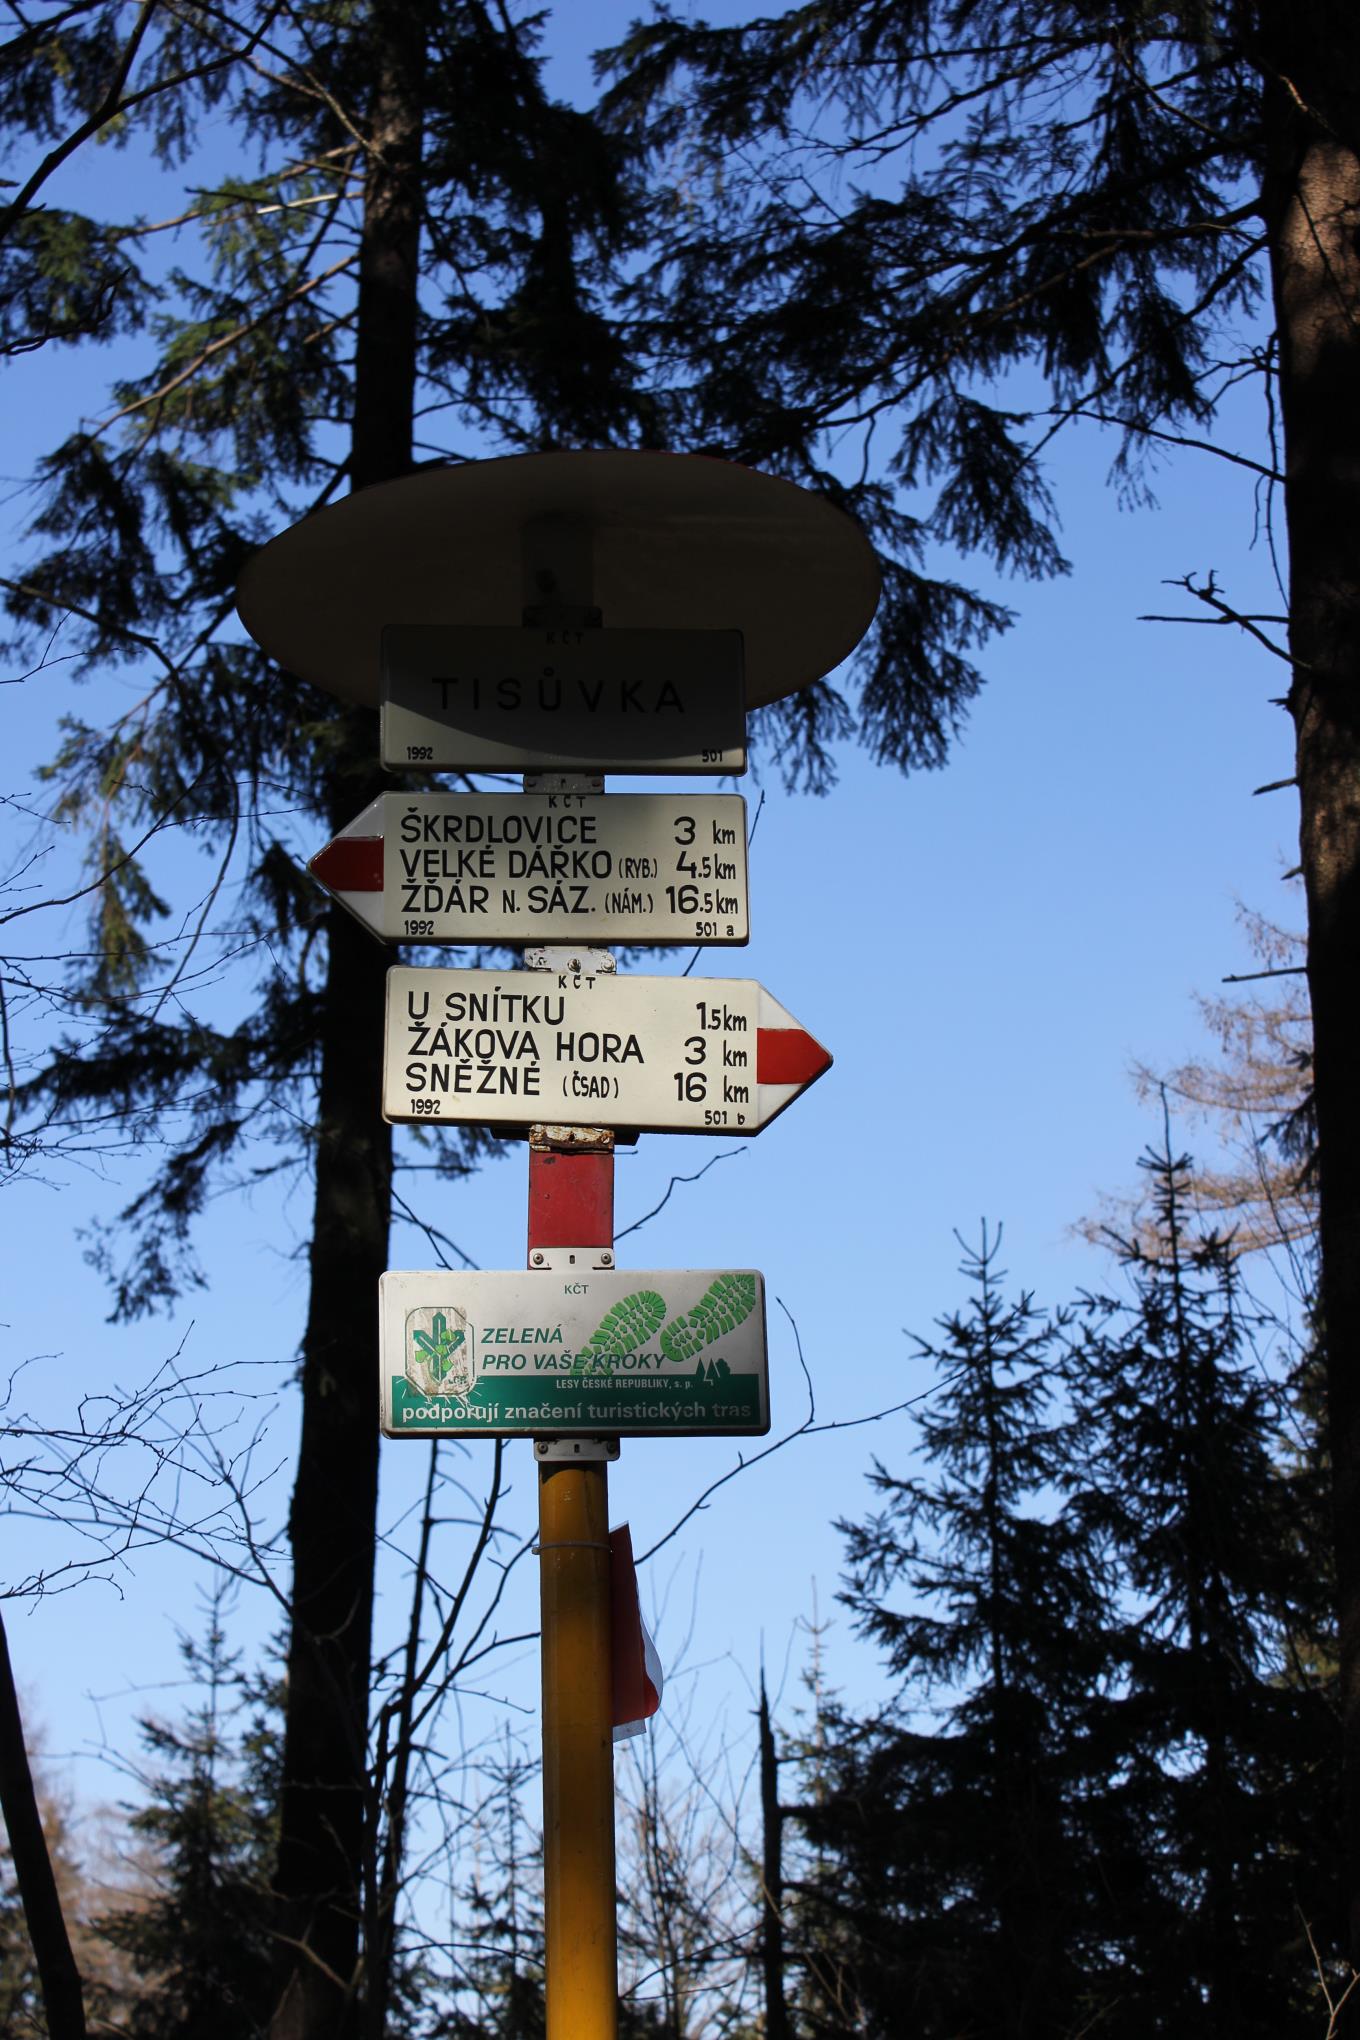 KČT
TISŮVKA
1992 501
KČT
ŠKRDLOVICE 3 km
VELKÉ DÁŘKO (RYB.) 4.5 km
ŽĎÁR N. SÁZ. (NÁM.) 16.5 km
1992 501 a
KČT
U SNÍTKU 1.5 km
ŽÁKOVA HORA 3 km
SNĚŽNÉ (ČSAD) 16 km
1992 501 b
KČT
ZELENÁ
PRO VAŠE KROKY
LESY ČESKÉ REPUBLIKY, s. p.
podporují značení turistických tras